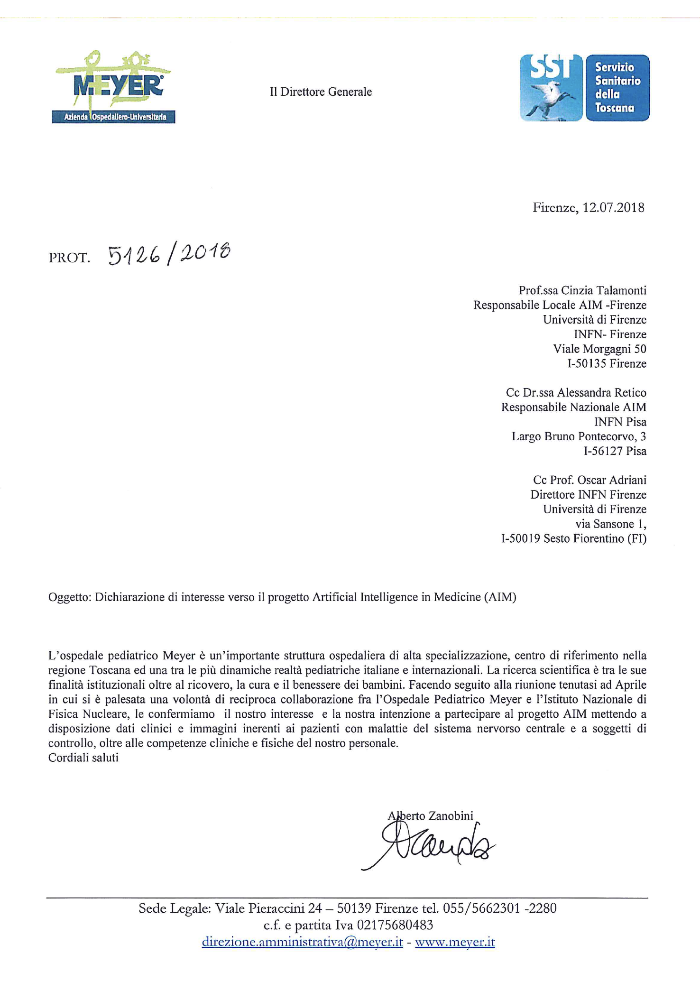 MEYER®
Azienda Ospedaliero-Universitaria
Il Direttore Generale
SST
Servizio
Sanitario
della
Toscana
Firenze, 12.07.2018
PROT. 5126/2018
Prof.ssa Cinzia Talamonti
Responsabile Locale AIM -Firenze
Università di Firenze
INFN- Firenze
Viale Morgagni 50
I-50135 Firenze
Cc Dr.ssa Alessandra Retico
Responsabile Nazionale AIM
INFN Pisa
Largo Bruno Pontecorvo, 3
I-56127 Pisa
Cc Prof. Oscar Adriani
Direttore INFN Firenze
Università di Firenze
via Sansone 1,
I-50019 Sesto Fiorentino (FI)
Oggetto: Dichiarazione di interesse verso il progetto Artificial Intelligence in Medicine (AIM)
L’ospedale pediatrico Meyer è un’importante struttura ospedaliera di alta specializzazione, centro di riferimento nella
regione Toscana ed una tra le più dinamiche realtà pediatriche italiane e internazionali. La ricerca scientifica è tra le sue
finalità istituzionali oltre al ricovero, la cura e il benessere dei bambini. Facendo seguito alla riunione tenutasi ad Aprile
in cui si è palesata una volontà di reciproca collaborazione fra l’Ospedale Pediatrico Meyer e l’Istituto Nazionale di
Fisica Nucleare, le confermiamo il nostro interesse e la nostra intenzione a partecipare al progetto AIM mettendo a
disposizione dati clinici e immagini inerenti ai pazienti con malattie del sistema nervorso centrale e a soggetti di
controllo, oltre alle competenze cliniche e fisiche del nostro personale.
Cordiali saluti
Alberto Zanobini
Sede Legale: Viale Pieraccini 24 – 50139 Firenze tel. 055/5662301 -2280
c.f. e partita Iva 02175680483
direzione.amministrativa@meyer.it - www.meyer.it